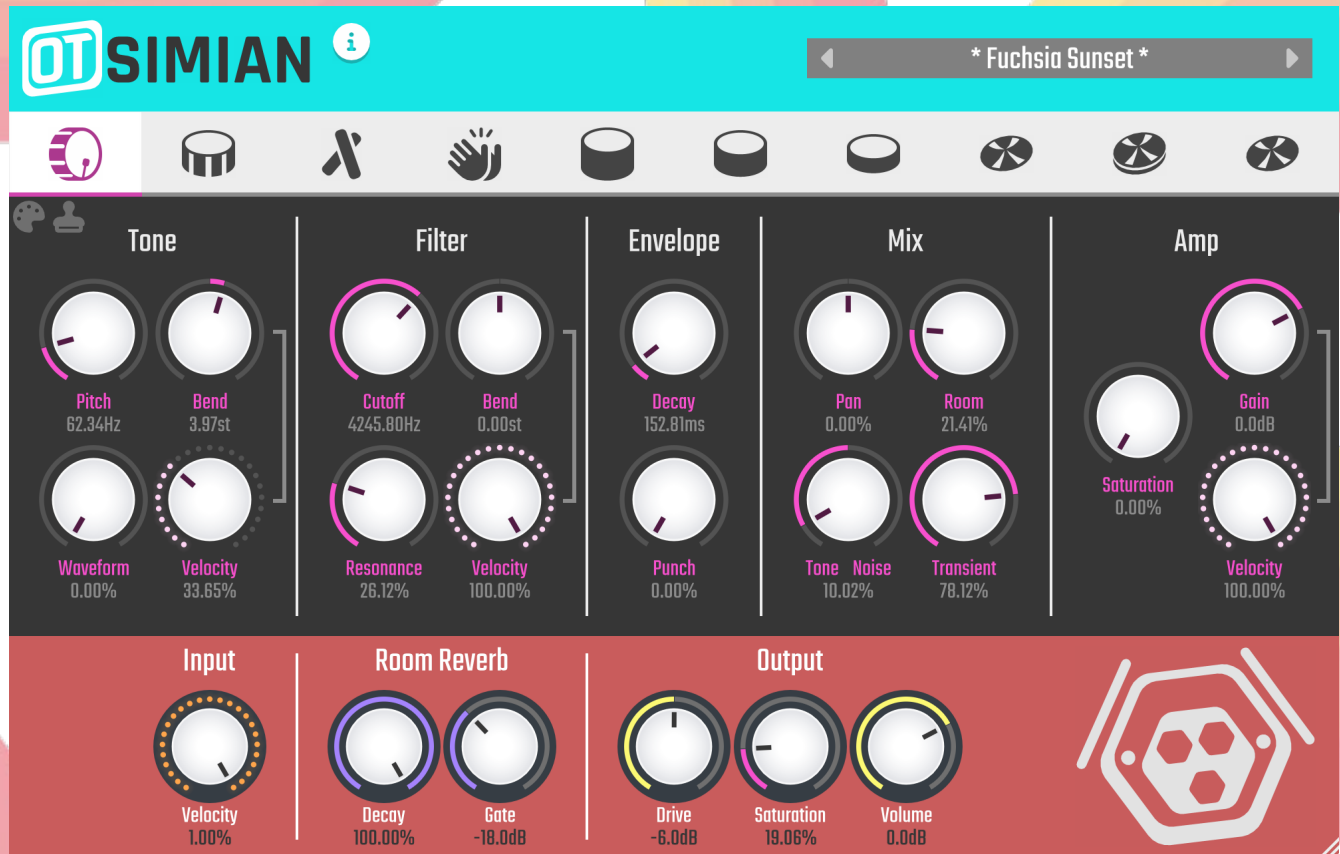 OT SIMIAN i
* Fuchsia Sunset *
Tone Filter Envelope Mix Amp
Pitch Bend Cutoff Bend Decay Pan Room Gain
62.34Hz 3.97st 4245.80Hz 0.00st 152.81ms 0.00% 21.41% 0.0dB
Saturation
0.00%
Waveform Velocity Resonance Velocity Punch Tone Noise Transient Velocity
0.00% 33.65% 26.12% 100.00% 0.00% 10.02% 78.12% 100.00%
Input Room Reverb Output
Velocity Decay Gate Drive Saturation Volume
1.00% 100.00% -18.0dB -6.0dB 19.06% 0.0dB